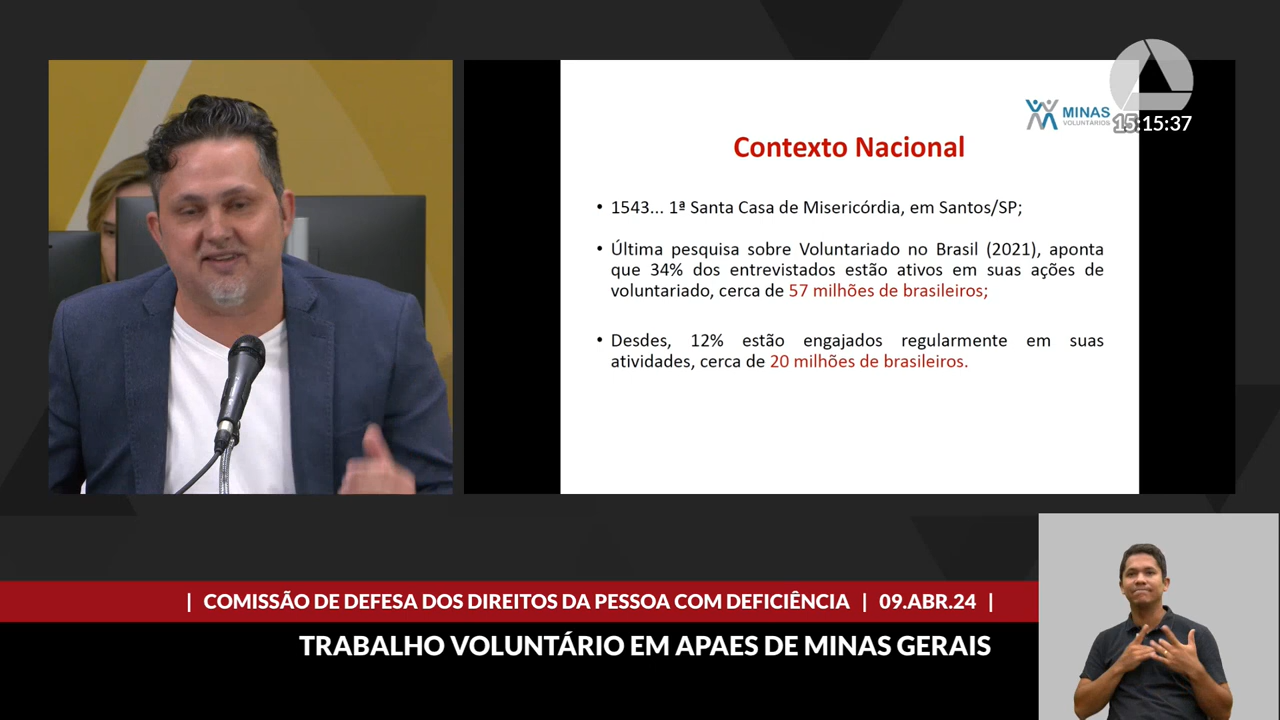 MINAS
VOLUNTÁRIOS
15:15:37
Contexto Nacional
• 1543... 1ª Santa Casa de Misericórdia, em Santos/SP;
• Última pesquisa sobre Voluntariado no Brasil (2021), aponta
que 34% dos entrevistados estão ativos em suas ações de
voluntariado, cerca de 57 milhões de brasileiros;
• Desdes, 12% estão engajados regularmente em suas
atividades, cerca de 20 milhões de brasileiros.
| COMISSÃO DE DEFESA DOS DIREITOS DA PESSOA COM DEFICIÊNCIA | 09.ABR.24 |
TRABALHO VOLUNTÁRIO EM APAES DE MINAS GERAIS